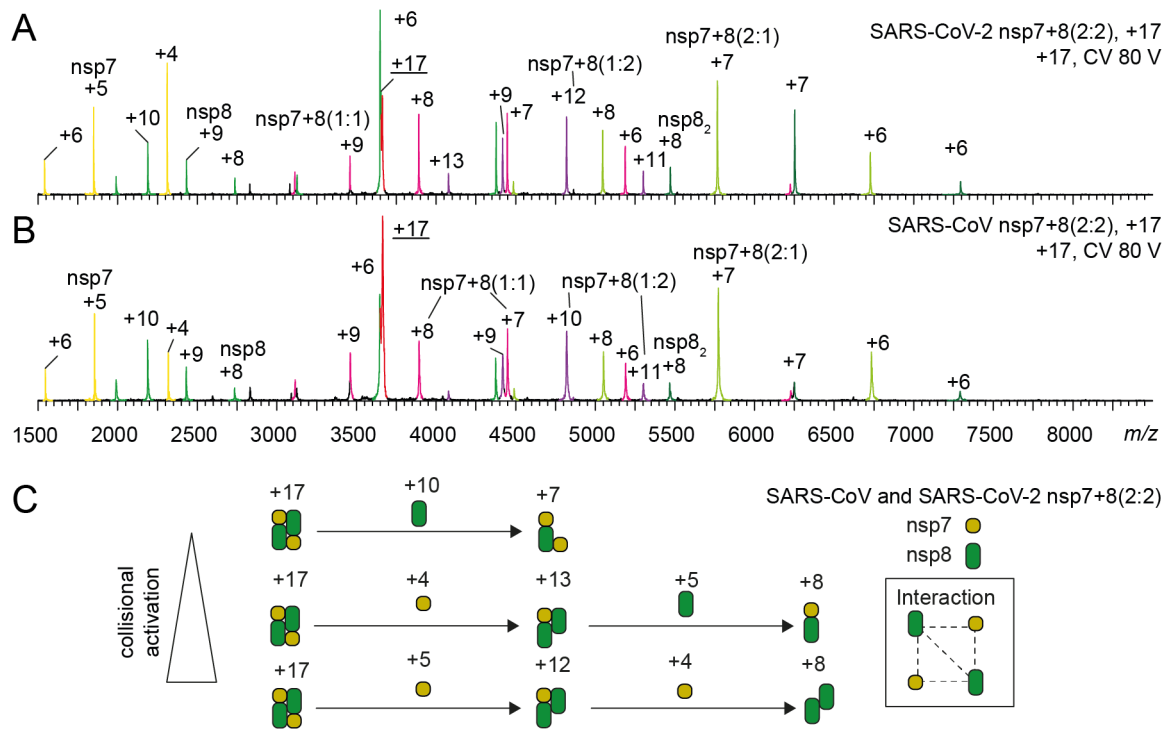 A
SARS-CoV-2 nsp7+8(2:2), +17
+17, CV 80 V
+6
nsp7
+5
+10
+4
nsp8
+9
+8
nsp7+8(1:1)
+9
+6
+17
+8
+13
+9
+7
nsp7+8(1:2)
+12
+8
+6
+11
nsp8₂
+8
nsp7+8(2:1)
+7
+7
+6
+6
B
SARS-CoV nsp7+8(2:2), +17
+17, CV 80 V
+6
nsp7
+5
+10
+4
+9
nsp8
+8
+9
+6
+17
nsp7+8(1:1)
+8
+9
+7
nsp7+8(1:2)
+10
+8
+6
+11
nsp8₂
+8
nsp7+8(2:1)
+7
+7
+6
+6
1500 2000 2500 3000 3500 4000 4500 5000 5500 6000 6500 7000 7500 8000 m/z
C
SARS-CoV and SARS-CoV-2 nsp7+8(2:2)
nsp7
nsp8
Interaction
collisional
activation
+17 +10 +7
+17 +4 +13 +5 +8
+17 +5 +12 +4 +8